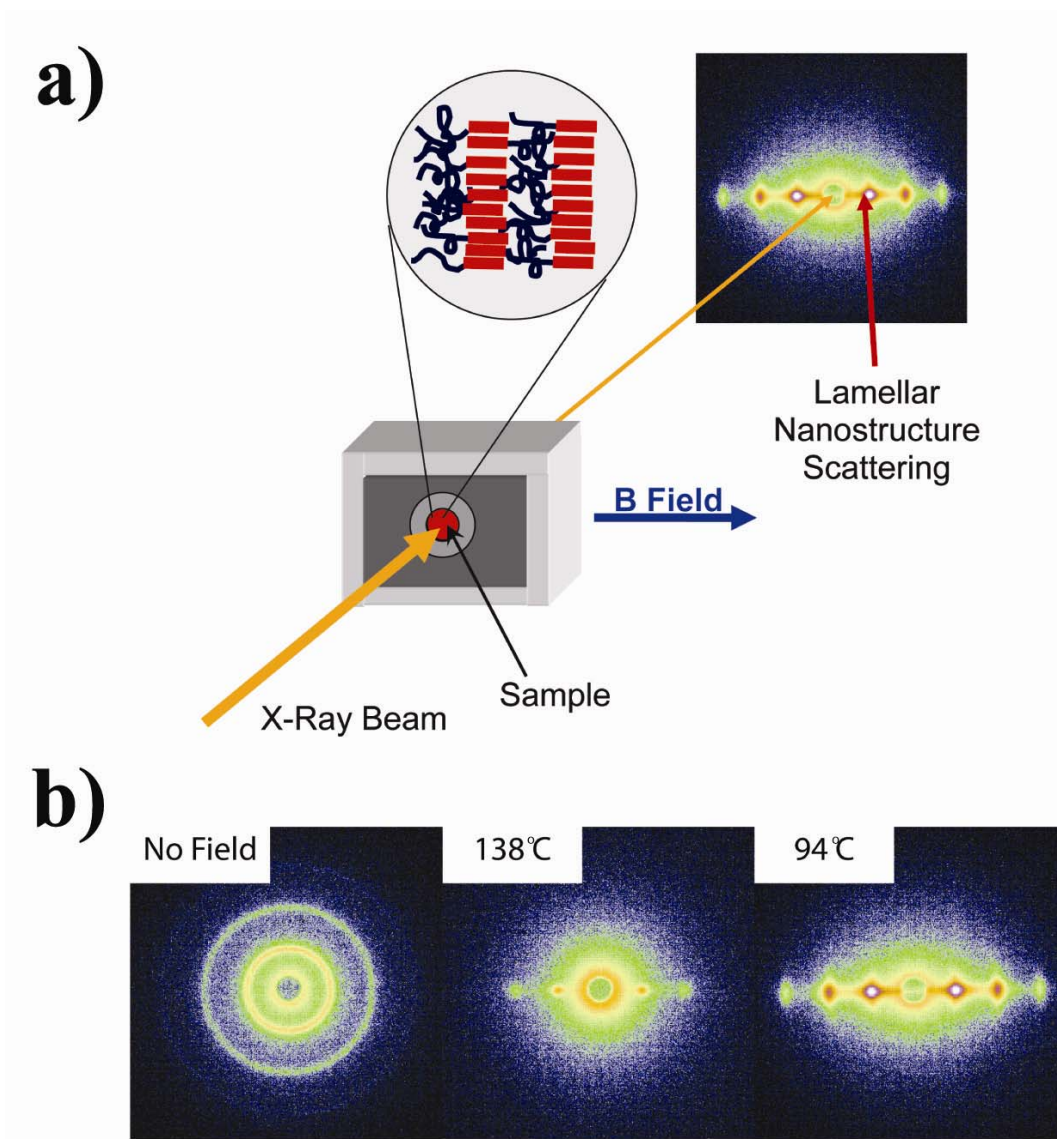 a)
Lamellar
Nanostructure
Scattering
B Field
Sample
X-Ray Beam
b)
No Field
138℃
94℃